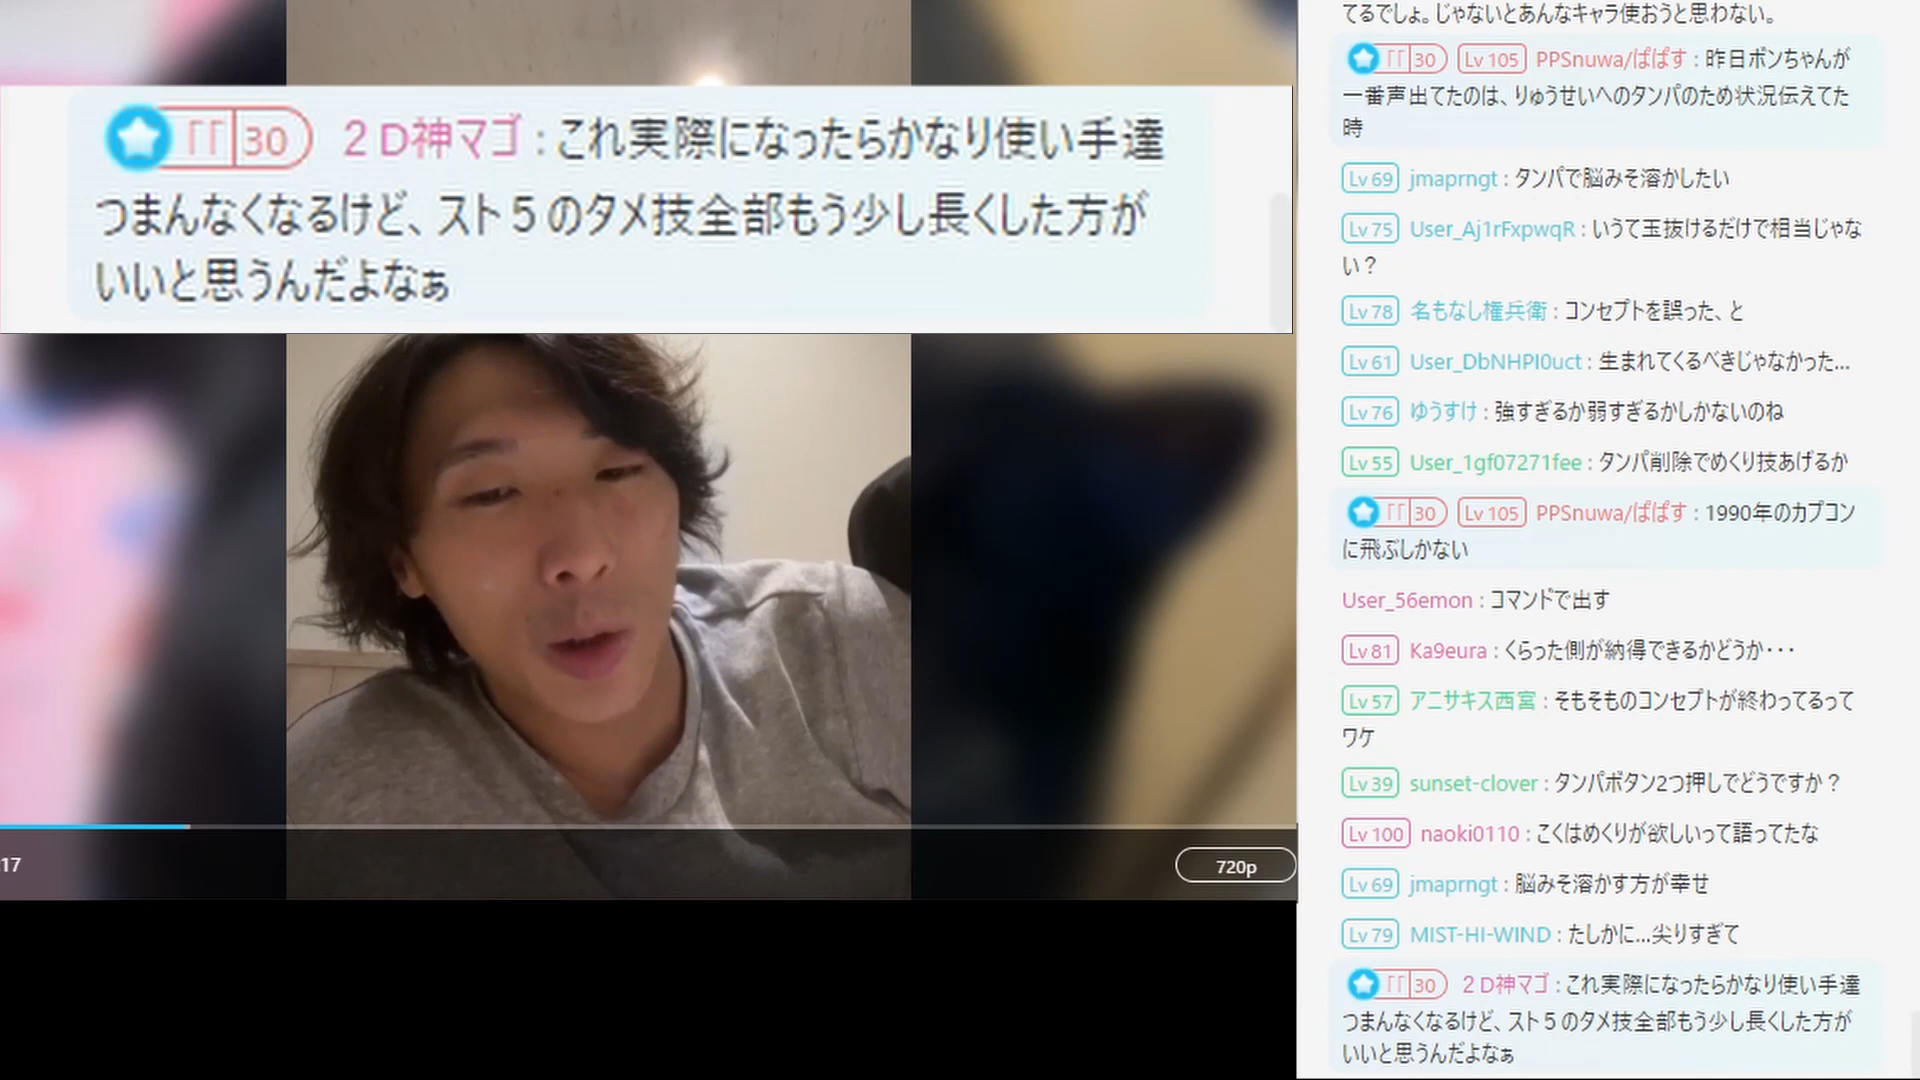 30 2D神マゴ : これ実際になったらかなり使い手達
つまんなくなるけど、スト5のタメ技全部もう少し長くした方が
いいと思うんだよなぁ
17
720p
てるでしょ。じゃないとあんなキャラ使おうと思わない。
30 Lv 105 PPSnuwa/ぱぱす : 昨日ボンちゃんが
一番声出てたのは、りゅうせいへのタンパのため状況伝えてた
時
Lv 69 jmaprngt : タンパで脳みそ溶かしたい
Lv 75 User_Aj1rFxpwqR : いうて玉抜けるだけで相当じゃな
い？
Lv 78 名もなし権兵衛 : コンセプトを誤った、と
Lv 61 User_DbNHPI0uct : 生まれてくるべきじゃなかった...
Lv 76 ゆうすけ : 強すぎるか弱すぎるかしかないのね
Lv 55 User_1gf07271fee : タンパ削除でめくり技あげるか
30 Lv 105 PPSnuwa/ぱぱす : 1990年のカプコン
に飛ぶしかない
User_56emon : コマンドで出す
Lv 81 Ka9eura : くらった側が納得できるかどうか・・・
Lv 57 アニサキス西宮 : そもそものコンセプトが終わってるって
ワケ
Lv 39 sunset-clover : タンパボタン2つ押しでどうですか？
Lv 100 naoki0110 : こくはめくりが欲しいって語ってたな
Lv 69 jmaprngt : 脳みそ溶かす方が幸せ
Lv 79 MIST-HI-WIND : たしかに...尖りすぎて
30 2D神マゴ : これ実際になったらかなり使い手達
つまんなくなるけど、スト5のタメ技全部もう少し長くした方が
いいと思うんだよなぁ